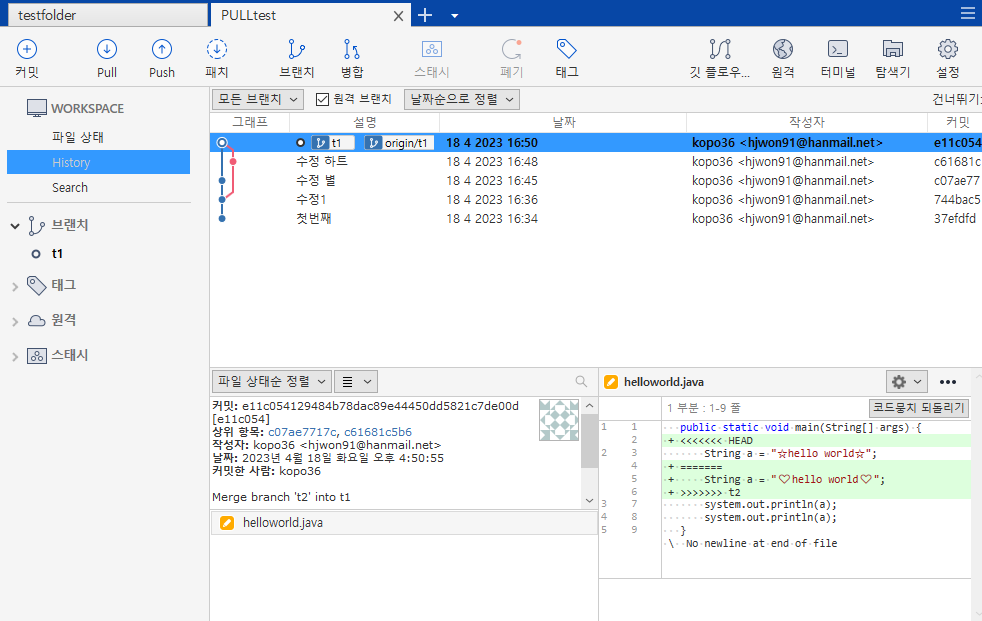 testfolder
PULLtest
커밋
Pull
Push
패치
브랜치
병합
스태시
폐기
태그
깃 플로우...
원격
터미널
탐색기
설정
WORKSPACE
파일 상태
History
Search
브랜치
t1
태그
원격
스태시
모든 브랜치
원격 브랜치
날짜순으로 정렬
건너뛰기:
그래프 설명 날짜 작성자 커밋
t1 origin/t1 18 4 2023 16:50 kopo36 <hjwon91@hanmail.net> e11c054
수정 하트 18 4 2023 16:48 kopo36 <hjwon91@hanmail.net> c61681c
수정 별 18 4 2023 16:45 kopo36 <hjwon91@hanmail.net> c07ae77
수정1 18 4 2023 16:36 kopo36 <hjwon91@hanmail.net> 744bac5
첫번째 18 4 2023 16:34 kopo36 <hjwon91@hanmail.net> 37efdfd
파일 상태순 정렬
커밋: e11c054129484b78dac89e44450dd5821c7de00d
[e11c054]
상위 항목: c07ae7717c, c61681c5b6
작성자: kopo36 <hjwon91@hanmail.net>
날짜: 2023년 4월 18일 화요일 오후 4:50:55
커밋한 사람: kopo36
Merge branch 't2' into t1
helloworld.java
helloworld.java
1 부분 : 1-9 줄
코드뭉치 되돌리기
1 1 public static void main(String[] args) {
2 + <<<<<<< HEAD
2 3 String a = "☆hello world☆";
4 + =======
5 + String a = "♡hello world♡";
6 + >>>>>>> t2
3 7 system.out.println(a);
4 8 system.out.println(a);
5 9 }
\ No newline at end of file